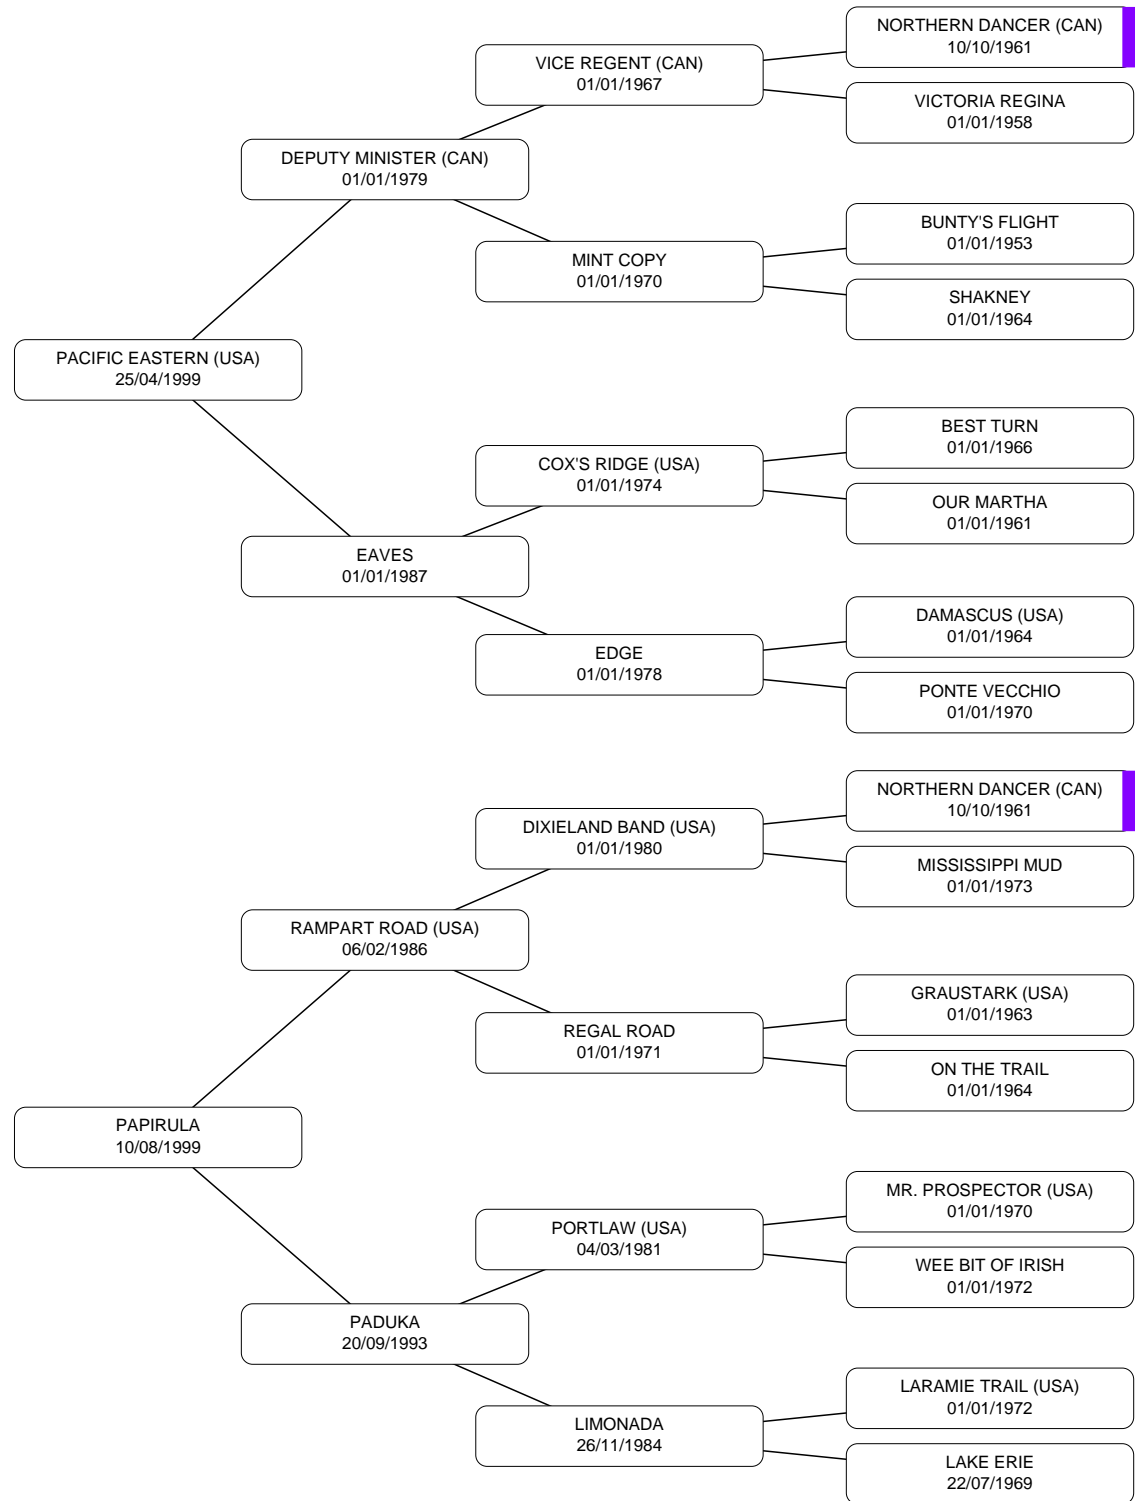 NORTHERN DANCER (CAN)
10/10/1961
VICE REGENT (CAN)
01/01/1967
VICTORIA REGINA
01/01/1958
DEPUTY MINISTER (CAN)
01/01/1979
BUNTY'S FLIGHT
01/01/1953
MINT COPY
01/01/1970
SHAKNEY
01/01/1964
PACIFIC EASTERN (USA)
25/04/1999
BEST TURN
01/01/1966
COX'S RIDGE (USA)
01/01/1974
OUR MARTHA
01/01/1961
EAVES
01/01/1987
DAMASCUS (USA)
01/01/1964
EDGE
01/01/1978
PONTE VECCHIO
01/01/1970
NORTHERN DANCER (CAN)
10/10/1961
DIXIELAND BAND (USA)
01/01/1980
MISSISSIPPI MUD
01/01/1973
RAMPART ROAD (USA)
06/02/1986
GRAUSTARK (USA)
01/01/1963
REGAL ROAD
01/01/1971
ON THE TRAIL
01/01/1964
PAPIRULA
10/08/1999
MR. PROSPECTOR (USA)
01/01/1970
PORTLAW (USA)
04/03/1981
WEE BIT OF IRISH
01/01/1972
PADUKA
20/09/1993
LARAMIE TRAIL (USA)
01/01/1972
LIMONADA
26/11/1984
LAKE ERIE
22/07/1969